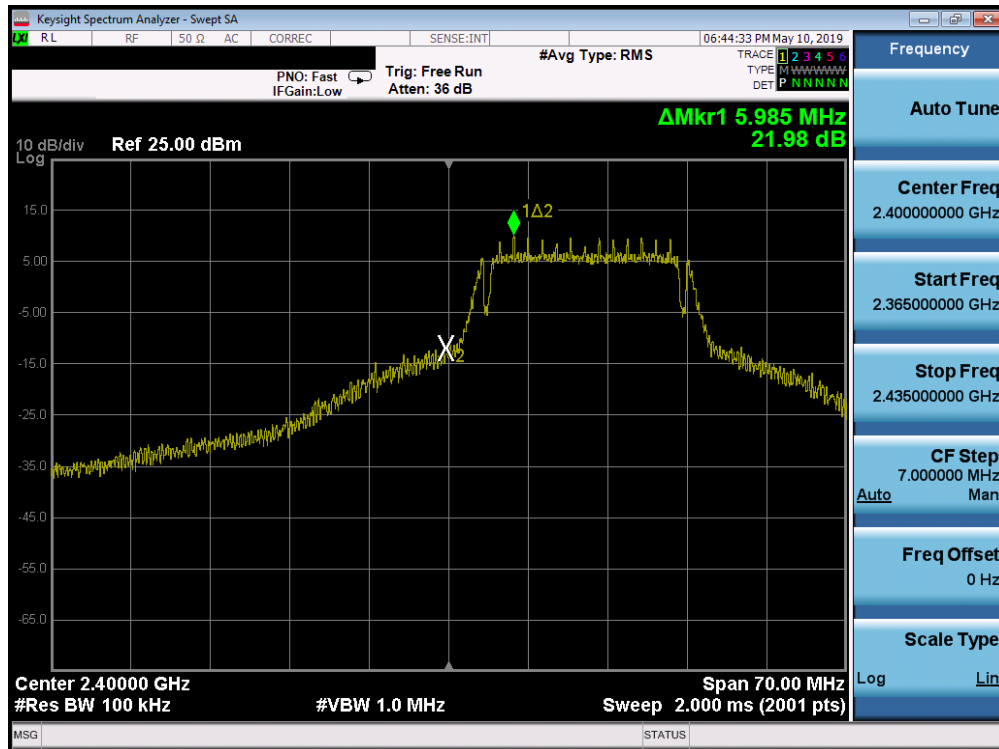 Keysight Spectrum Analyzer - Swept SA
LXI RL RF 50 Ω AC CORREC SENSE:INT 06:44:33 PM May 10, 2019
#Avg Type: RMS TRACE 1 2 3 4 5 6
PNO: Fast Trig: Free Run TYPE M WWWWW
IFGain:Low Atten: 36 dB DET P N N N N N
Frequency
ΔMkr1 5.985 MHz
21.98 dB
10 dB/div Ref 25.00 dBm
Log
15.0
5.00
-5.00
-15.0
-25.0
-35.0
-45.0
-55.0
-65.0
1Δ2
X2
Center 2.40000 GHz Span 70.00 MHz
#Res BW 100 kHz #VBW 1.0 MHz Sweep 2.000 ms (2001 pts)
Auto Tune
Center Freq
2.400000000 GHz
Start Freq
2.365000000 GHz
Stop Freq
2.435000000 GHz
CF Step
7.000000 MHz
Auto Man
Freq Offset
0 Hz
Scale Type
Log Lin
MSG STATUS